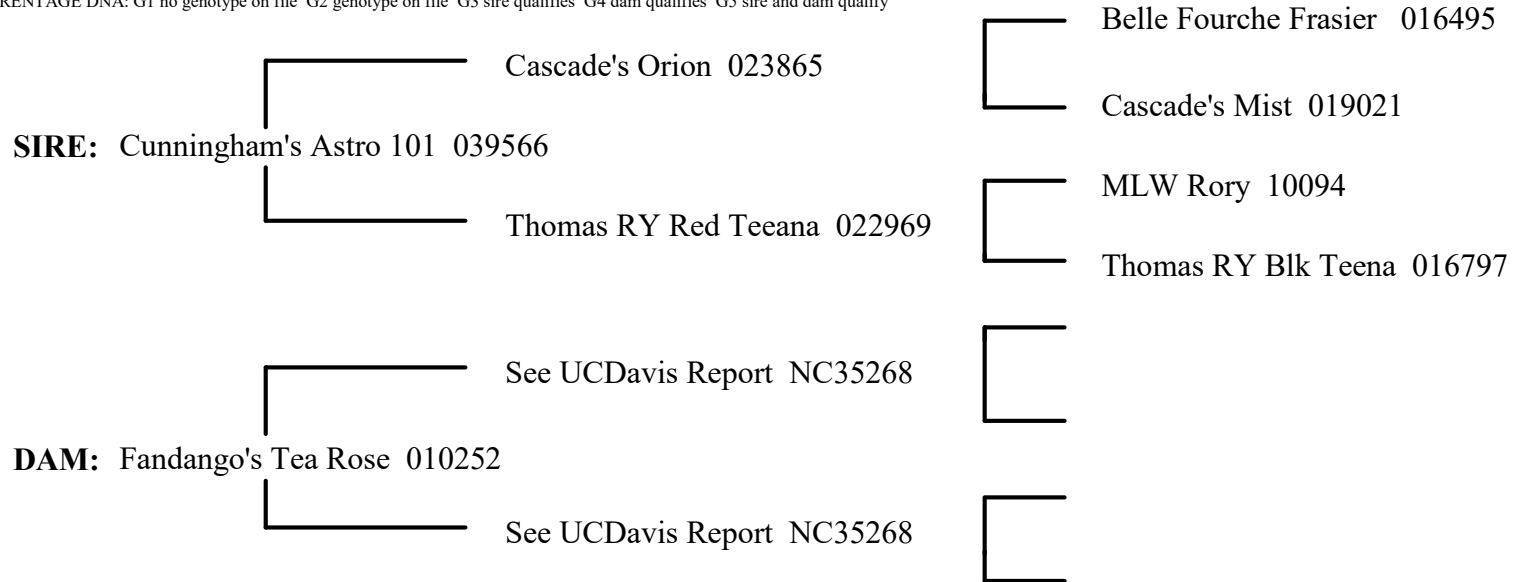 PARENTAGE DNA: G1 no genotype on file G2 genotype on file G3 sire qualifies G4 dam qualifies G5 sire and dam qualify
Belle Fourche Frasier 016495
Cascade's Orion 023865
Cascade's Mist 019021
SIRE: Cunningham's Astro 101 039566
MLW Rory 10094
Thomas RY Red Teeana 022969
Thomas RY Blk Teena 016797
See UCDavis Report NC35268
DAM: Fandango's Tea Rose 010252
See UCDavis Report NC35268